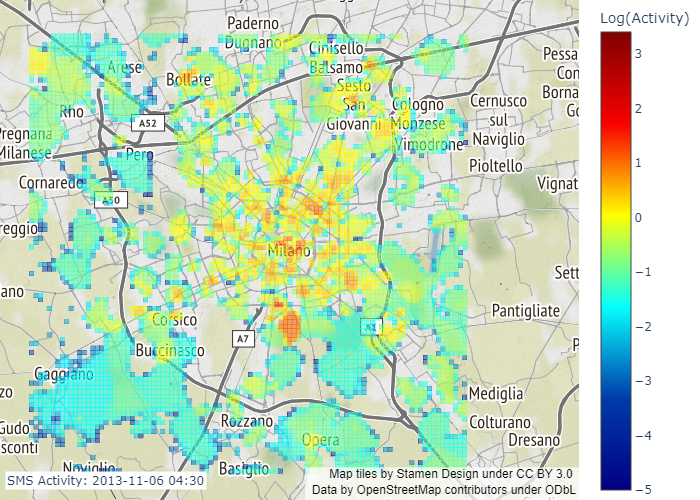 Log(Activity)
3
2
1
0
−1
−2
−3
−4
−5
Paderno
Dugnano
Cinisello
Balsamo
Arese
Bollate
Sesto
San
Giovanni
Cologno
Monzese
Cernusco
sul
Naviglio
Pessa
Con
Borna
Go
Rho
A52
Pregnana
Milanese
Pero
Vimodrone
Pioltello
Cornaredo
A50
Vignat
reggio
Milano
Sett
ano
Pantigliate
Corsico
A1
A7
Buccinasco
P
Gaggiano
zo
Mediglia
Rozzano
Colturano
Gudo
sconti
Opera
Dresano
Noviglio
Basiglio
SMS Activity: 2013-11-06 04:30
Map tiles by Stamen Design under CC BY 3.0
Data by OpenStreetMap contributors under ODbL